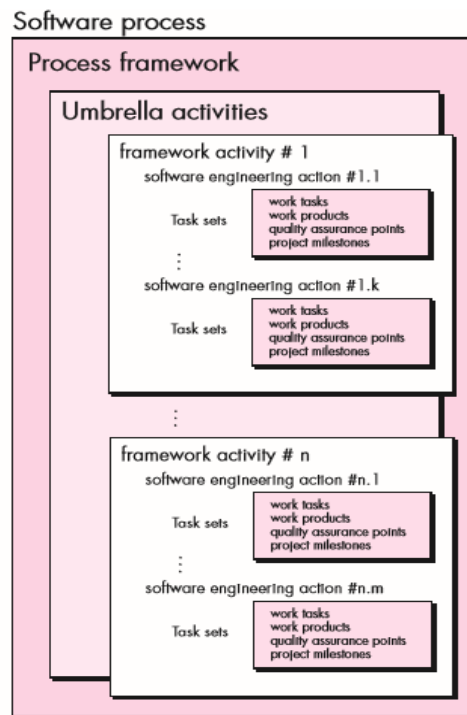 Software process
Process framework
Umbrella activities
framework activity # 1
software engineering action #1.1
Task sets
work tasks
work products
quality assurance points
project milestones
⋮
software engineering action #1.k
Task sets
work tasks
work products
quality assurance points
project milestones
⋮
framework activity # n
software engineering action #n.1
Task sets
work tasks
work products
quality assurance points
project milestones
⋮
software engineering action #n.m
Task sets
work tasks
work products
quality assurance points
project milestones